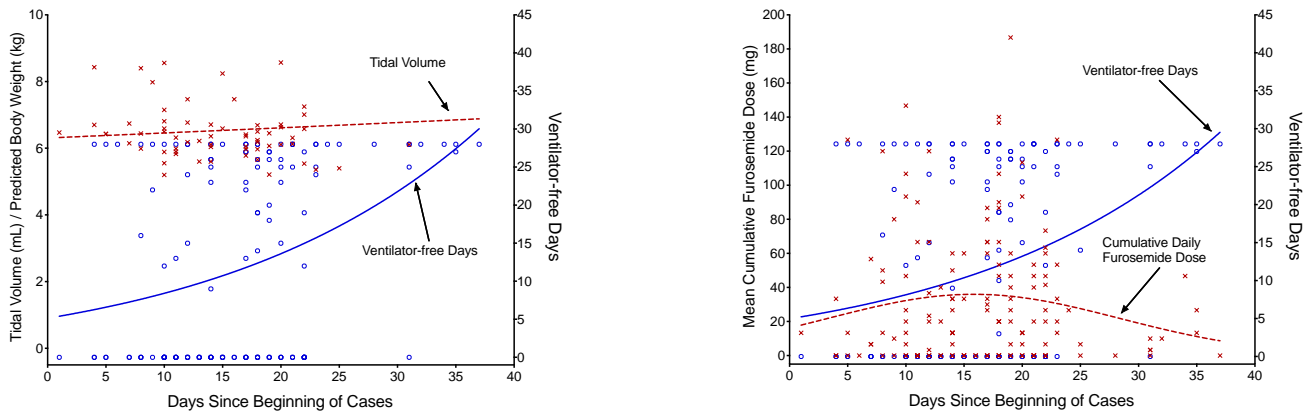 10
8
6
4
2
0
Tidal Volume (mL) / Predicted Body Weight (kg)
45
40
35
30
25
20
15
10
5
0
Ventilator-free Days
Tidal Volume
Ventilator-free Days
0 5 10 15 20 25 30 35 40
Days Since Beginning of Cases
200
180
160
140
120
100
80
60
40
20
0
Mean Cumulative Furosemide Dose (mg)
45
40
35
30
25
20
15
10
5
0
Ventilator-free Days
Ventilator-free
Days
Cumulative Daily
Furosemide Dose
0 5 10 15 20 25 30 35 40
Days Since Beginning of Cases